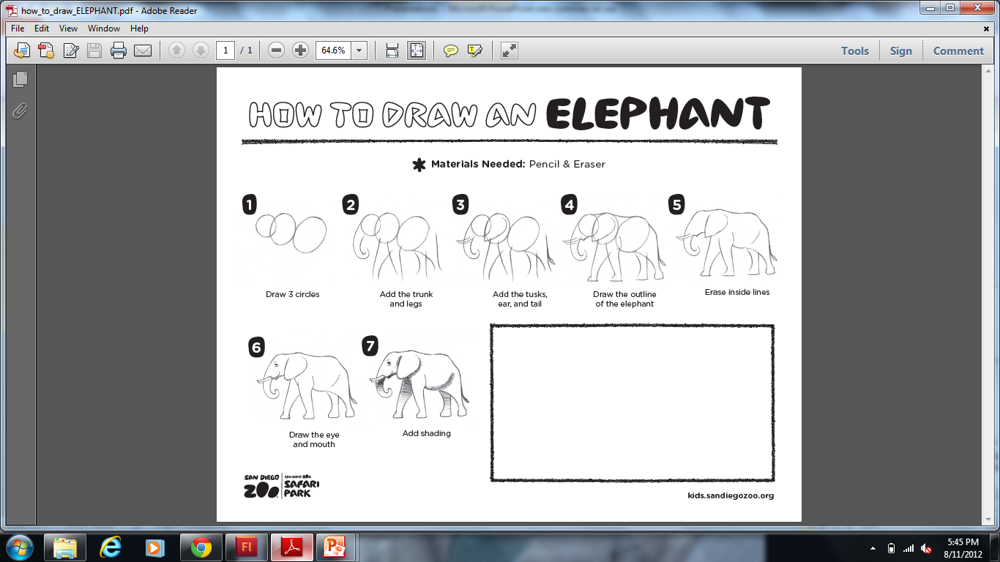 how_to_draw_ELEPHANT.pdf - Adobe Reader
File Edit View Window Help
1 / 1 64.6% Tools Sign Comment
HOW TO DRAW AN ELEPHANT
Materials Needed: Pencil & Eraser
1
Draw 3 circles
2
Add the trunk
and legs
3
Add the tusks,
ear, and tail
4
Draw the outline
of the elephant
5
Erase inside lines
6
Draw the eye
and mouth
7
Add shading
SAN DIEGO
ZOO
SAN DIEGO ZOO
SAFARI
PARK
kids.sandiegozoo.org
Fl
5:45 PM
8/11/2012